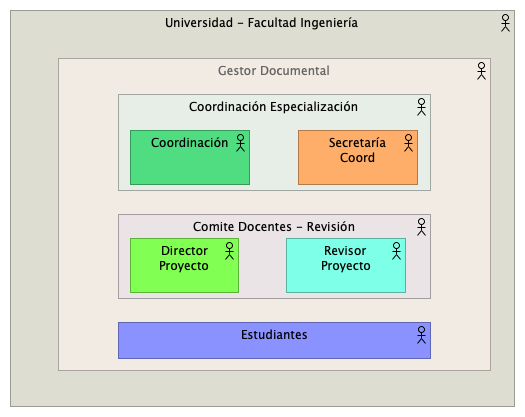 Universidad - Facultad Ingeniería
Gestor Documental
Coordinación Especialización
Coordinación
Secretaría
Coord
Comite Docentes - Revisión
Director
Proyecto
Revisor
Proyecto
Estudiantes